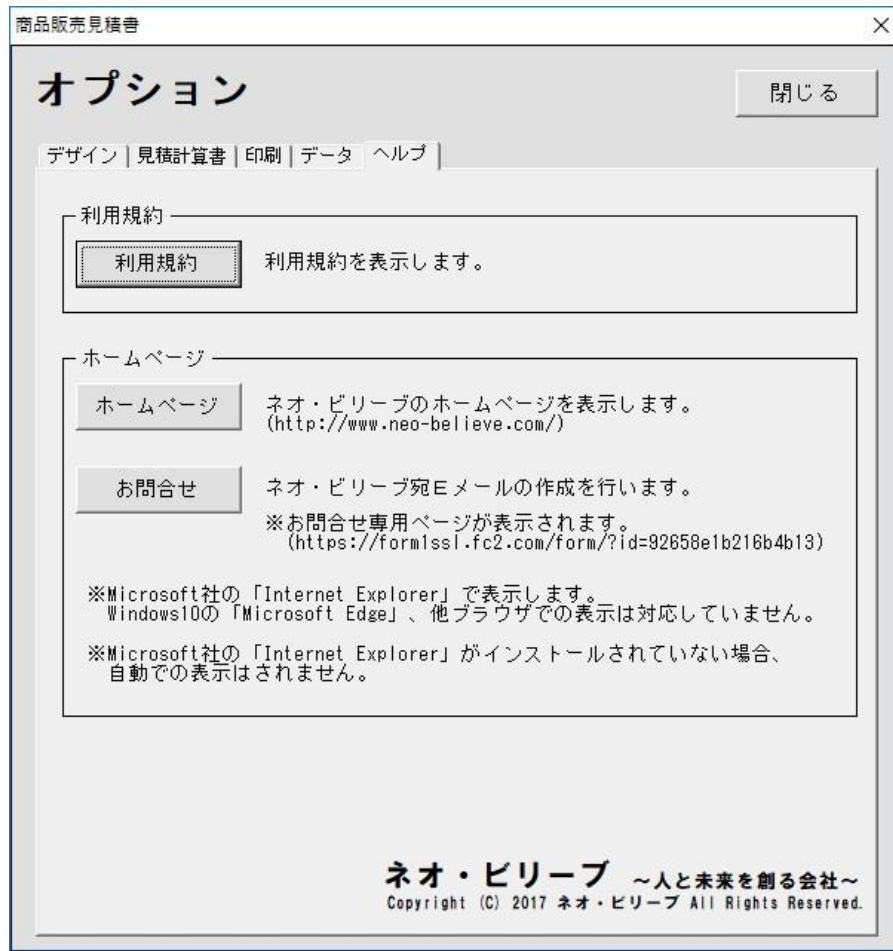 商品販売見積書
オプション
閉じる
デザイン 見積計算書 印刷 データ ヘルプ
利用規約
利用規約 利用規約を表示します。
ホームページ
ホームページ ネオ・ビリーブのホームページを表示します。
(http://www.neo-believe.com/)
お問合せ ネオ・ビリーブ宛Eメールの作成を行います。
※お問合せ専用ページが表示されます。
(https://form1ssl.fc2.com/form/?id=92658e1b216b4b13)
※Microsoft社の「Internet Explorer」で表示します。
Windows10の「Microsoft Edge」、他ブラウザでの表示は対応していません。
※Microsoft社の「Internet Explorer」がインストールされていない場合、
自動での表示はされません。
ネオ・ビリーブ ~人と未来を創る会社~
Copyright (C) 2017 ネオ・ビリーブ All Rights Reserved.